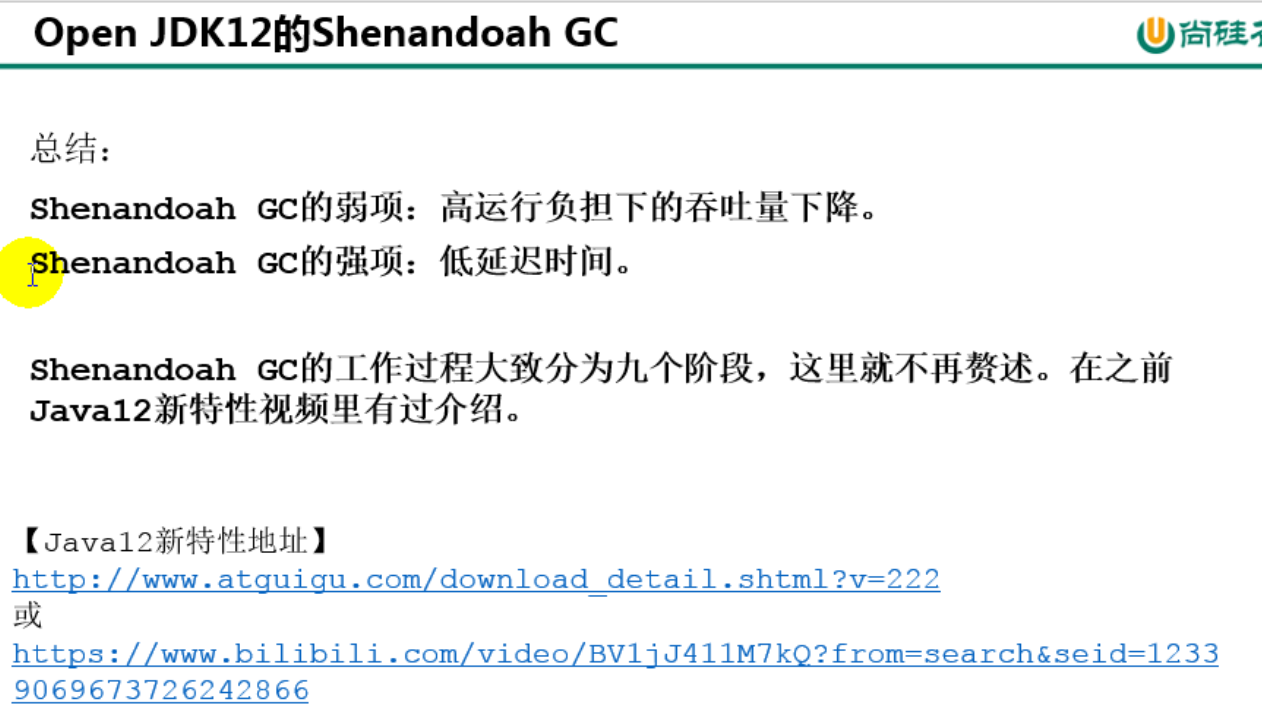 Open JDK12的Shenandoah GC
尚硅
总结：
Shenandoah GC的弱项：高运行负担下的吞吐量下降。
Shenandoah GC的强项：低延迟时间。
Shenandoah GC的工作过程大致分为九个阶段，这里就不再赘述。在之前
Java12新特性视频里有过介绍。
【Java12新特性地址】
http://www.atguigu.com/download_detail.shtml?v=222
或
https://www.bilibili.com/video/BV1jJ411M7kQ?from=search&seid=1233
9069673726242866